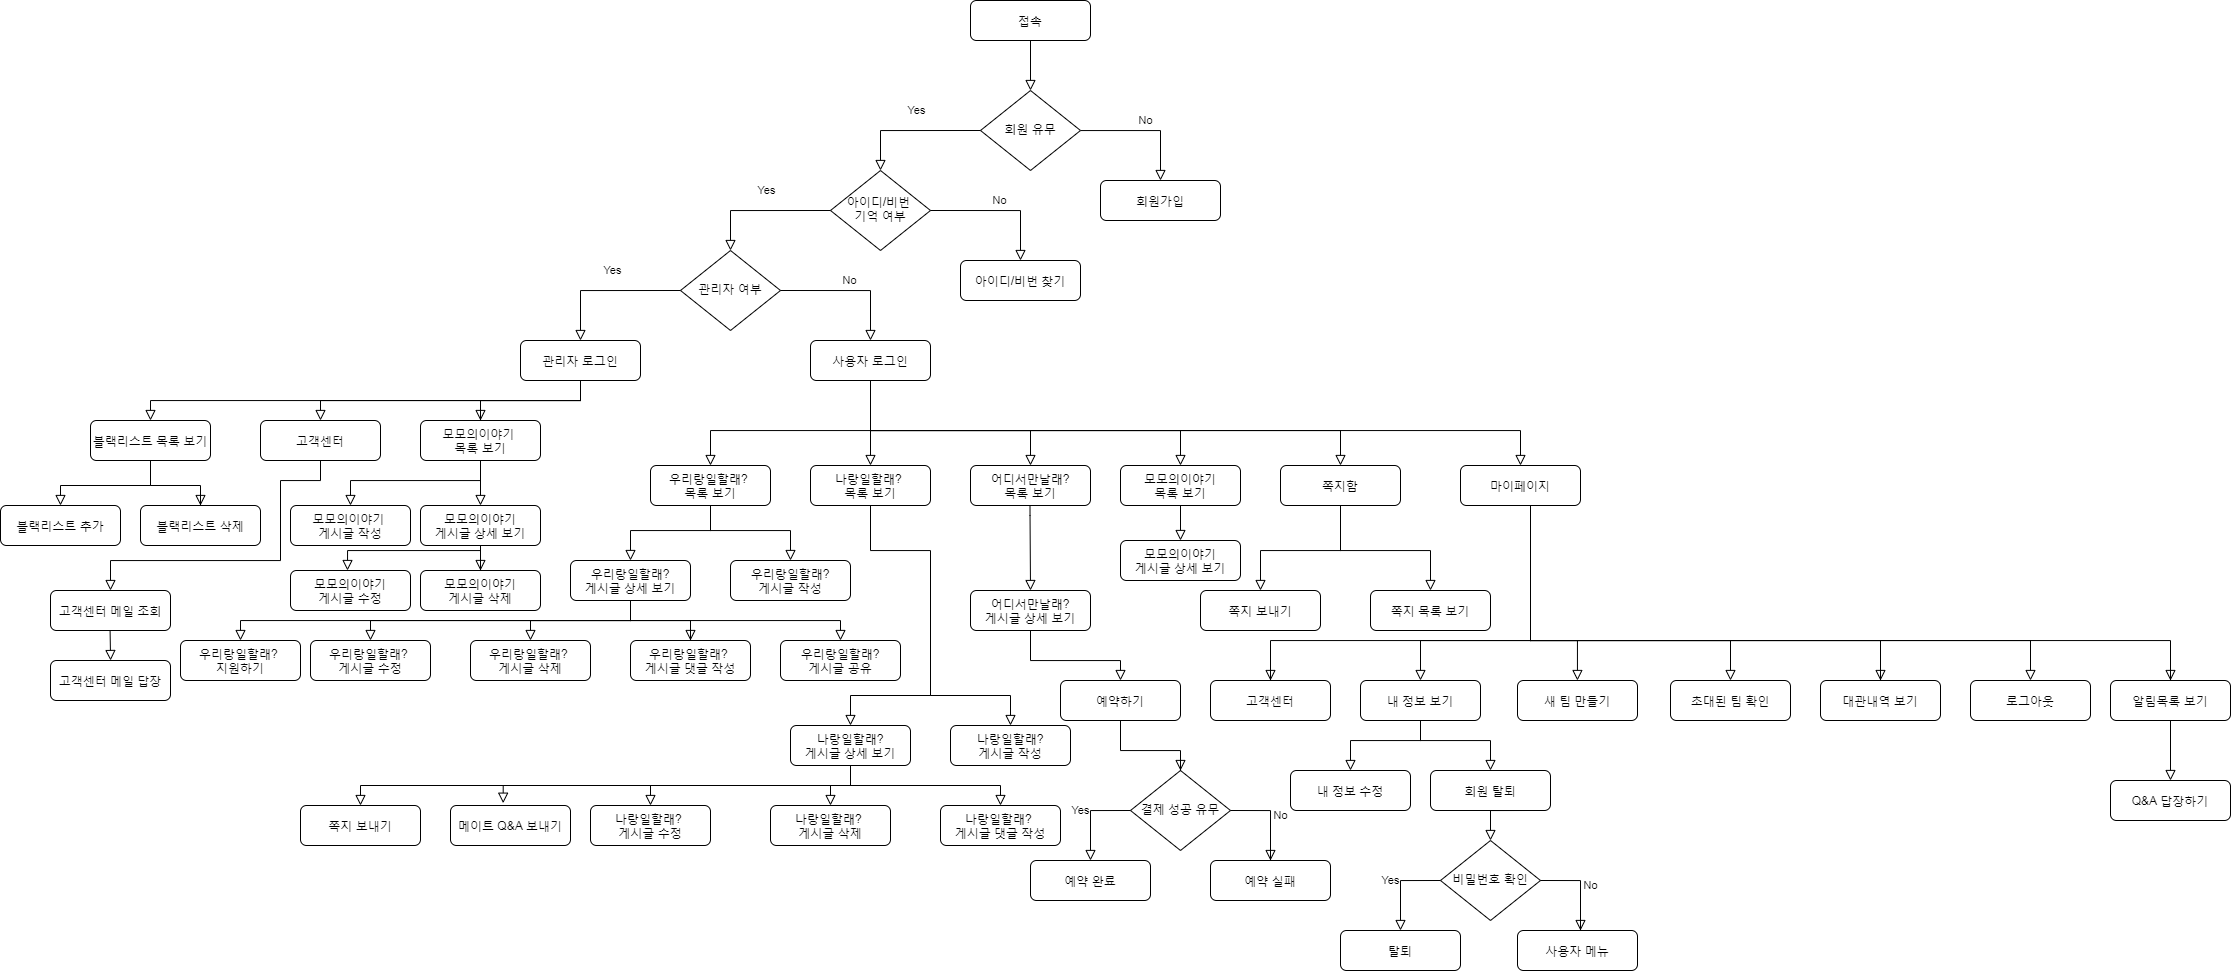 접속
Yes
회원 유무
No
Yes
아이디/비번
기억 여부
No
회원가입
Yes
관리자 여부
No
아이디/비번 찾기
관리자 로그인
사용자 로그인
블랙리스트 목록 보기
고객센터
모모의이야기
목록 보기
우리랑일할래?
목록 보기
나랑일할래?
목록 보기
어디서만날래?
목록 보기
모모의이야기
목록 보기
쪽지함
마이페이지
블랙리스트 추가
블랙리스트 삭제
모모의이야기
게시글 작성
모모의이야기
게시글 상세 보기
모모의이야기
게시글 상세 보기
모모의이야기
게시글 수정
모모의이야기
게시글 삭제
우리랑일할래?
게시글 상세 보기
우리랑일할래?
게시글 작성
고객센터 메일 조회
어디서만날래?
게시글 상세 보기
쪽지 보내기
쪽지 목록 보기
고객센터 메일 답장
우리랑일할래?
지원하기
우리랑일할래?
게시글 수정
우리랑일할래?
게시글 삭제
우리랑일할래?
게시글 댓글 작성
우리랑일할래?
게시글 공유
예약하기
고객센터
내 정보 보기
새 팀 만들기
초대된 팀 확인
대관내역 보기
로그아웃
알림목록 보기
나랑일할래?
게시글 상세 보기
나랑일할래?
게시글 작성
쪽지 보내기
메이트 Q&A 보내기
나랑일할래?
게시글 수정
나랑일할래?
게시글 삭제
나랑일할래?
게시글 댓글 작성
Yes
결제 성공 유무
No
내 정보 수정
회원 탈퇴
Q&A 답장하기
예약 완료
예약 실패
Yes
비밀번호 확인
No
탈퇴
사용자 메뉴